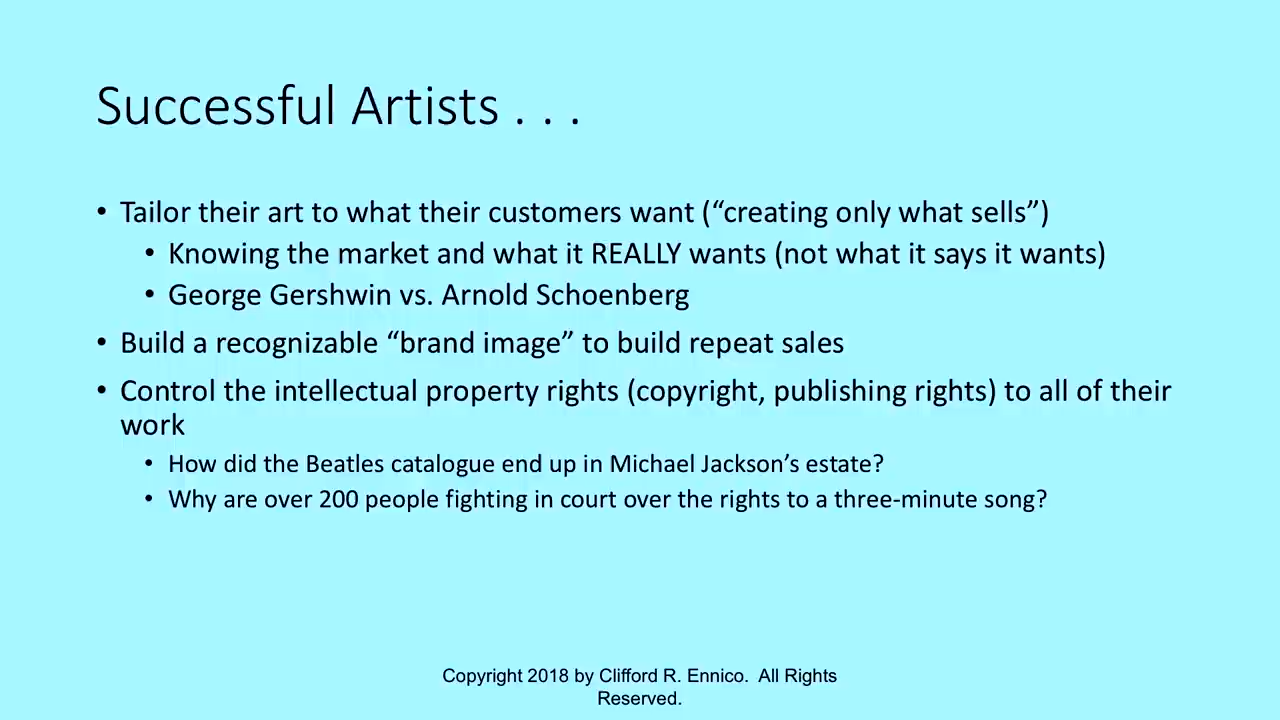 Successful Artists . . .
• Tailor their art to what their customers want (“creating only what sells”)
• Knowing the market and what it REALLY wants (not what it says it wants)
• George Gershwin vs. Arnold Schoenberg
• Build a recognizable “brand image” to build repeat sales
• Control the intellectual property rights (copyright, publishing rights) to all of their
work
• How did the Beatles catalogue end up in Michael Jackson’s estate?
• Why are over 200 people fighting in court over the rights to a three-minute song?
Copyright 2018 by Clifford R. Ennico.  All Rights
Reserved.